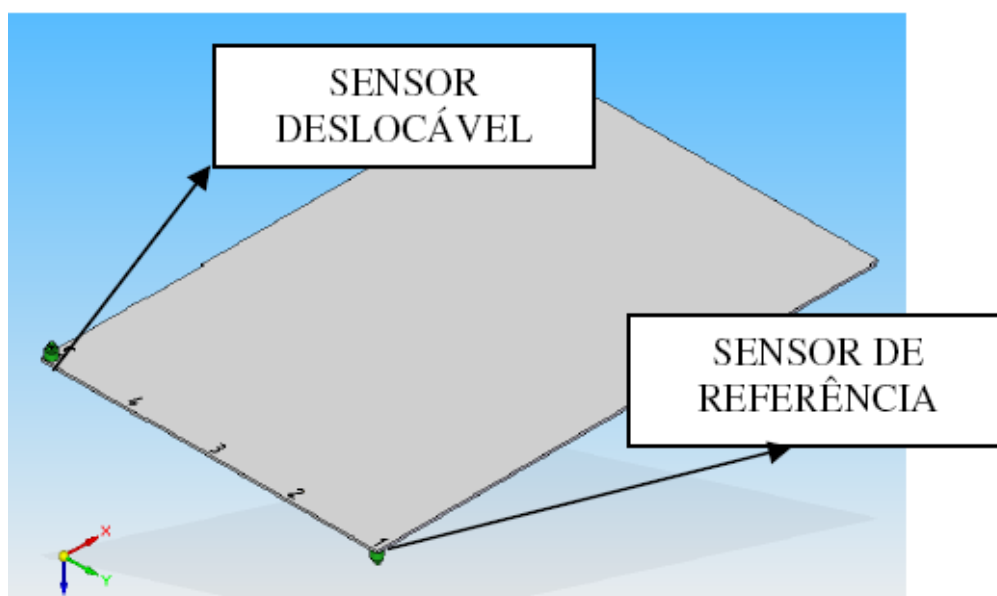 SENSOR
DESLOCÁVEL
SENSOR DE
REFERÊNCIA
4
3
2
1
X
Y